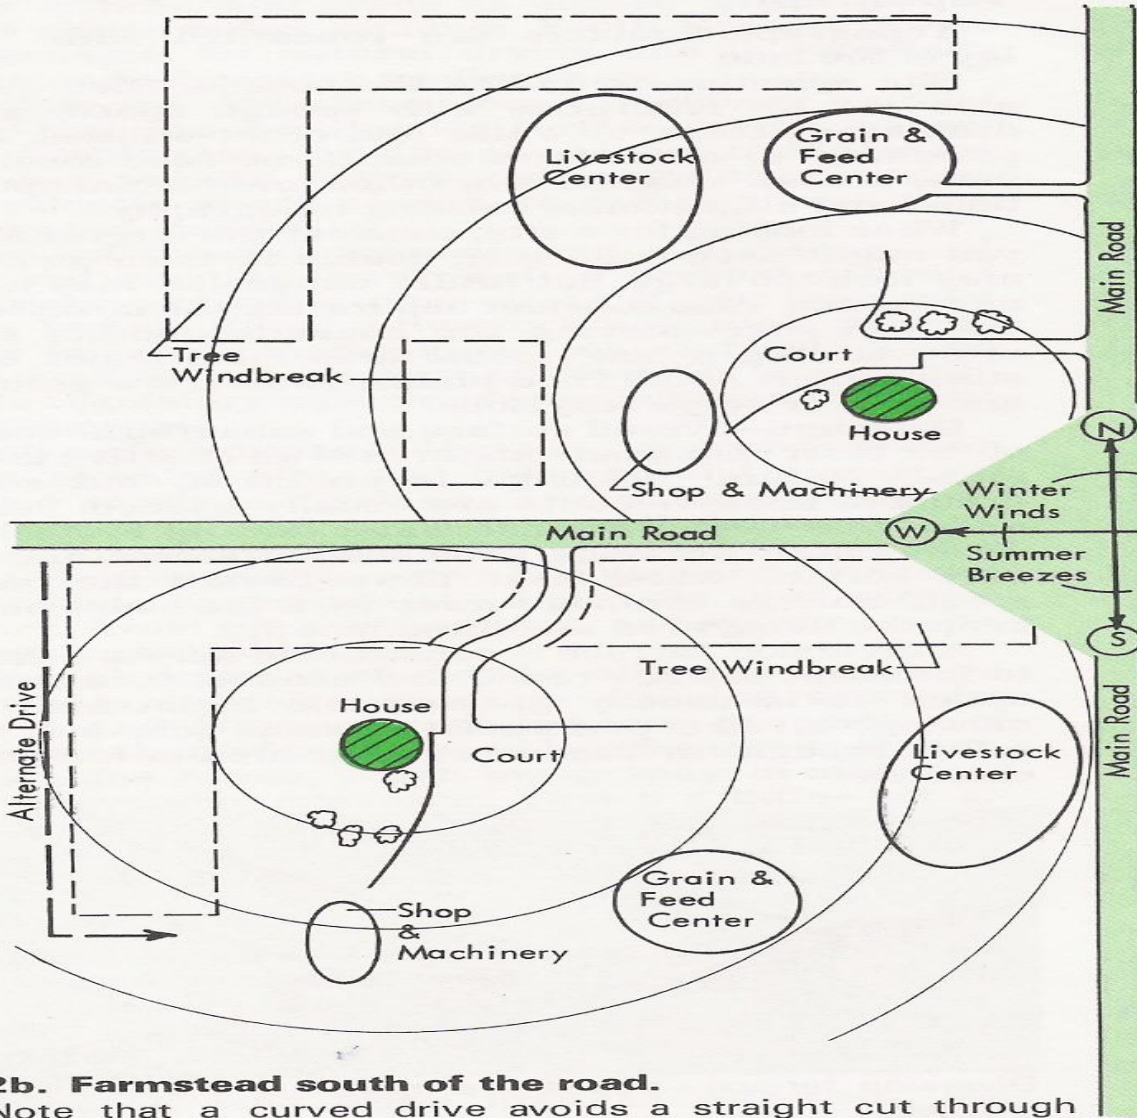 Livestock
Center
Grain &
Feed
Center
Main Road
Tree
Windbreak
Court
House
Shop & Machinery
N
Winter
Winds
W
Main Road
Summer
Breezes
S
Tree Windbreak
House
Court
Alternate Drive
Livestock
Center
Main Road
Grain &
Feed
Center
Shop
&
Machinery
2b. Farmstead south of the road.
Note that a curved drive avoids a straight cut through